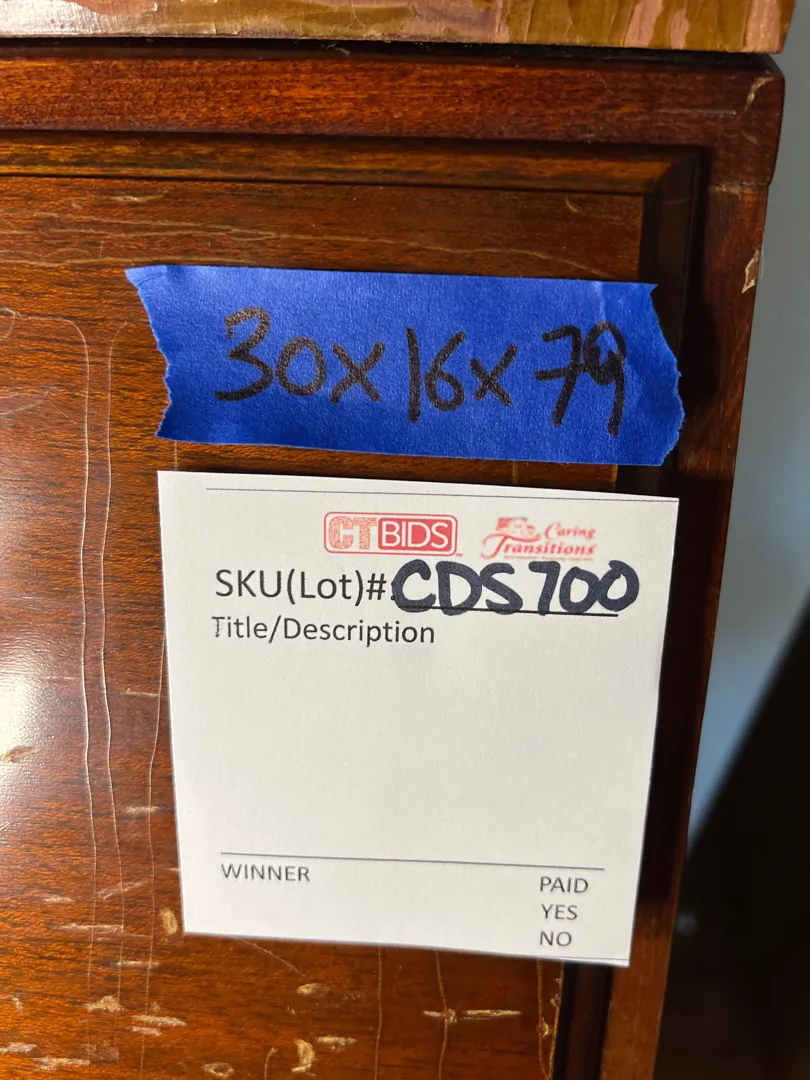 30x16x79
CTBIDS
Caring
Transitions
SKU(Lot)#:CDS700
Title/Description
WINNER
PAID
YES
NO